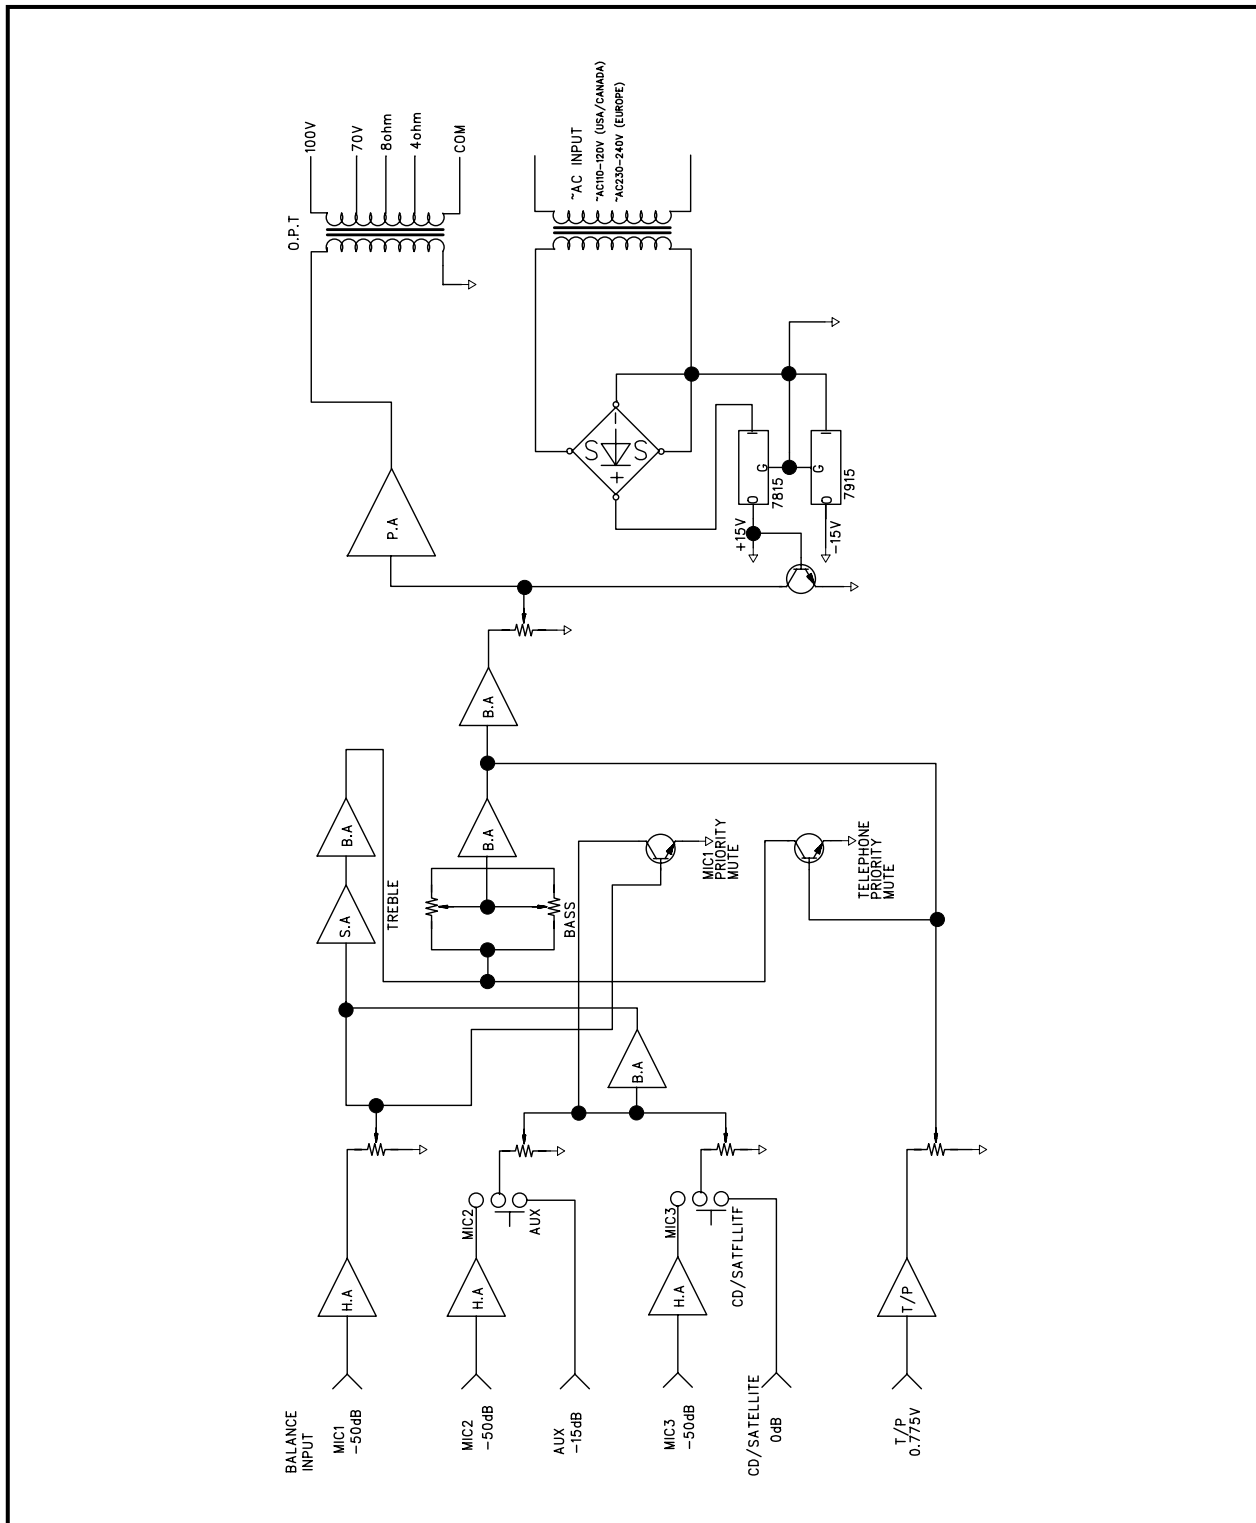 100V
70V
8ohm
4ohm
COM
O.P.T
~AC INPUT
~AC110-120V (USA/CANADA)
~AC230-240V (EUROPE)
P.A
S
S
-
+
I
G
O
7815
+15V
I
G
O
7915
-15V
B.A
B.A
S.A
TREBLE
B.A
BASS
MIC1
PRIORITY
MUTE
TELEPHONE
PRIORITY
MUTE
B.A
H.A
MIC2
AUX
H.A
MIC3
CD/SATFLLITF
H.A
T/P
BALANCE
INPUT
MIC1
-50dB
MIC2
-50dB
AUX
-15dB
MIC3
-50dB
CD/SATELLITE
0dB
T/P
0.775V